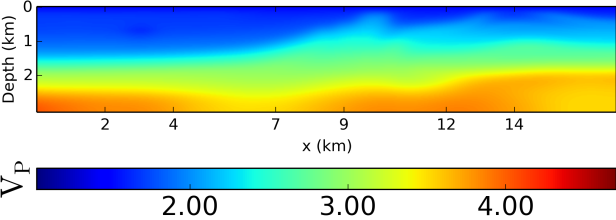 0
1
2
Depth (km)
2 4 7 9 12 14
x (km)
V_P
2.00 3.00 4.00